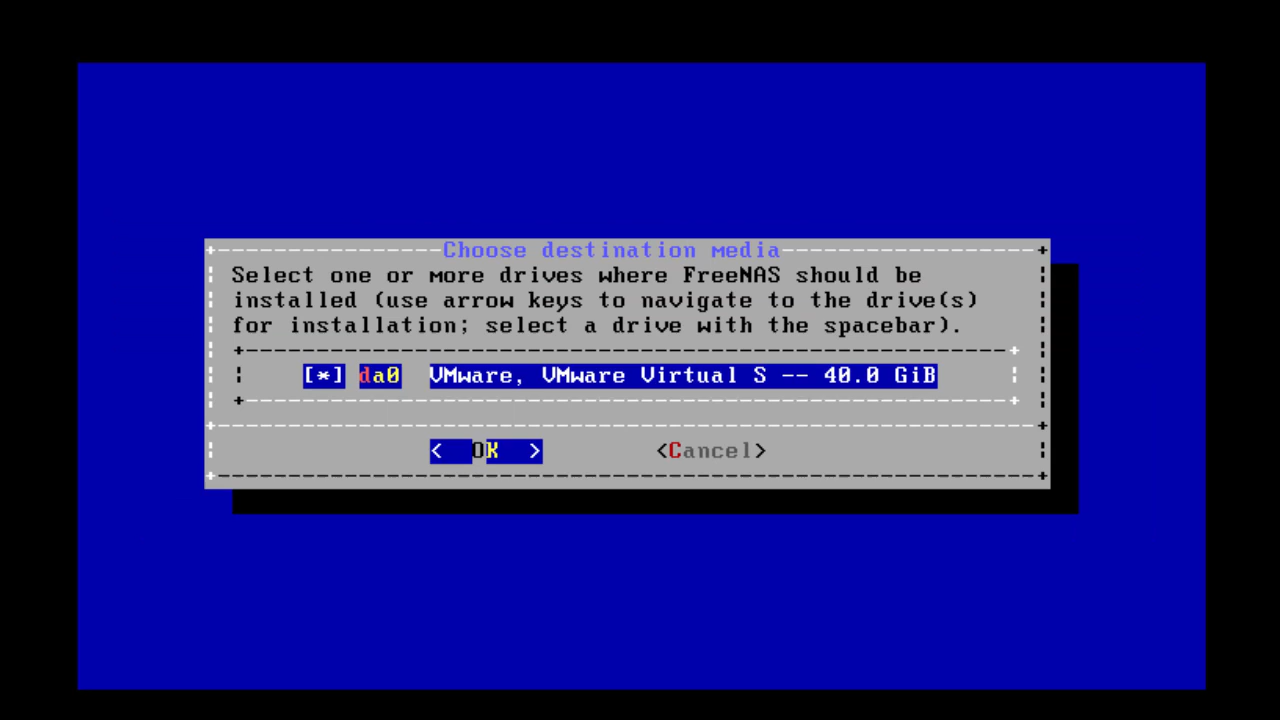 Choose destination media
Select one or more drives where FreeNAS should be
installed (use arrow keys to navigate to the drive(s)
for installation; select a drive with the spacebar).
[*] da0 VMware, VMware Virtual S -- 40.0 GiB
< OK > <Cancel>